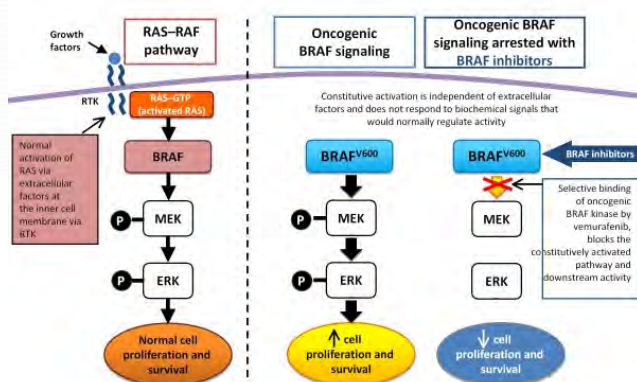 Growth
factors
RAS–RAF
pathway
RTK
RAS-GTP
(activated RAS)
Normal
activation of
RAS via
extracellular
factors at
the inner cell
membrane via
RTK
BRAF
P
MEK
P
ERK
Normal cell
proliferation and
survival
Oncogenic
BRAF signaling
Oncogenic BRAF
signaling arrested with
BRAF inhibitors
Constitutive activation is independent of extracellular
factors and does not respond to biochemical signals that
would normally regulate activity
BRAFV600
P
MEK
P
ERK
↑ cell
proliferation and
survival
BRAFV600
BRAF inhibitors
MEK
ERK
Selective binding
of oncogenic
BRAF kinase by
vemurafenib,
blocks the
constitutively activated
pathway and
downstream activity
↓ cell
proliferation and
survival